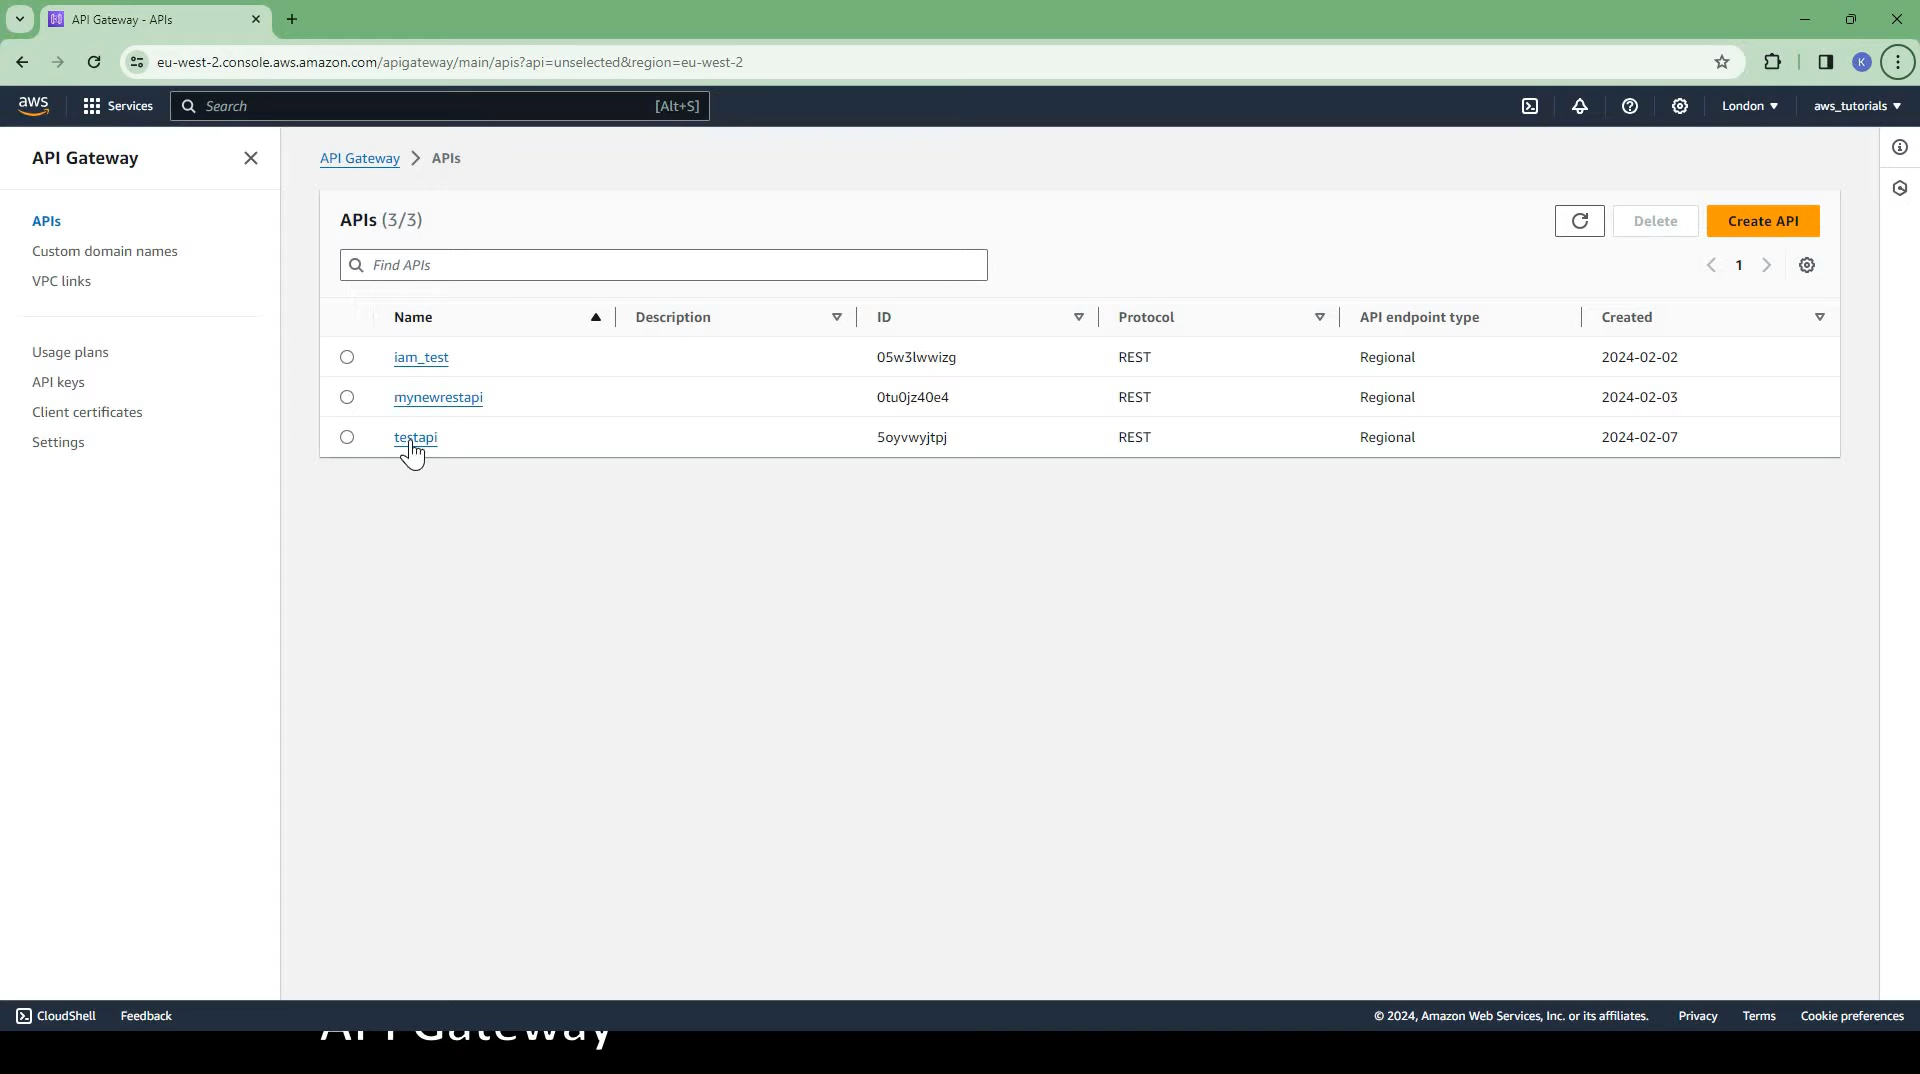 API Gateway - APIs
eu-west-2.console.aws.amazon.com/apigateway/main/apis?api=unselected&region=eu-west-2
K
aws
Services
Search
[Alt+S]
London
aws_tutorials
API Gateway
APIs
Custom domain names
VPC links
Usage plans
API keys
Client certificates
Settings
API Gateway > APIs
APIs (3/3)
Delete
Create API
Find APIs
1
Name Description ID Protocol API endpoint type Created
iam_test 05w3lwwizg REST Regional 2024-02-02
mynewrestapi 0tu0jz40e4 REST Regional 2024-02-03
testapi 5oyvwyjtpj REST Regional 2024-02-07
CloudShell Feedback
© 2024, Amazon Web Services, Inc. or its affiliates. Privacy Terms Cookie preferences
API Gateway